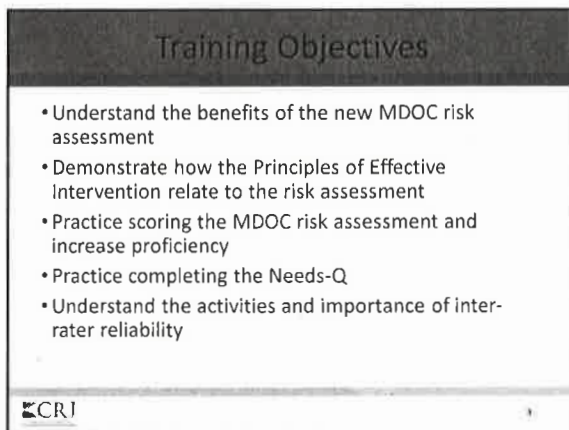 Training Objectives
• Understand the benefits of the new MDOC risk
assessment
• Demonstrate how the Principles of Effective
Intervention relate to the risk assessment
• Practice scoring the MDOC risk assessment and
increase proficiency
• Practice completing the Needs-Q
• Understand the activities and importance of inter-
rater reliability
CRJ